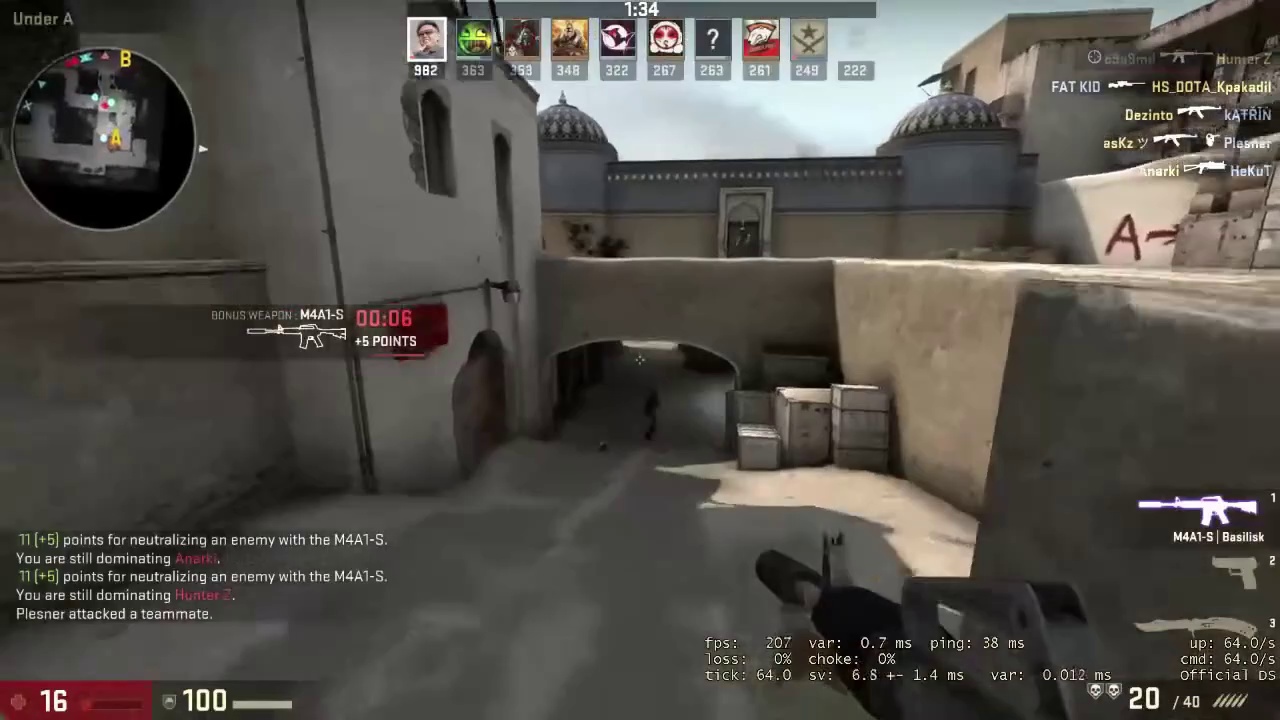 Under A
1:34
982 363 353 348 322 267 263 261 249 222
?
B
A
Hunter Z
FAT KID HS_DOTA_Kpakadil
Dezinto kATŘĪN
asKz ツ Plesner
Anarki HeKuT
A→
BONUS WEAPON : M4A1-S 00:06
+5 POINTS
11 (+5) points for neutralizing an enemy with the M4A1-S.
You are still dominating Anarki.
11 (+5) points for neutralizing an enemy with the M4A1-S.
You are still dominating Hunter Z.
Plesner attacked a teammate.
1
M4A1-S | Basilisk
2
3
fps: 207 var: 0.7 ms ping: 38 ms
loss: 0% choke: 0%
tick: 64.0 sv: 6.8 +- 1.4 ms var: 0.012 ms
up: 64.0/s
cmd: 64.0/s
Official DS
16 100
20 / 40